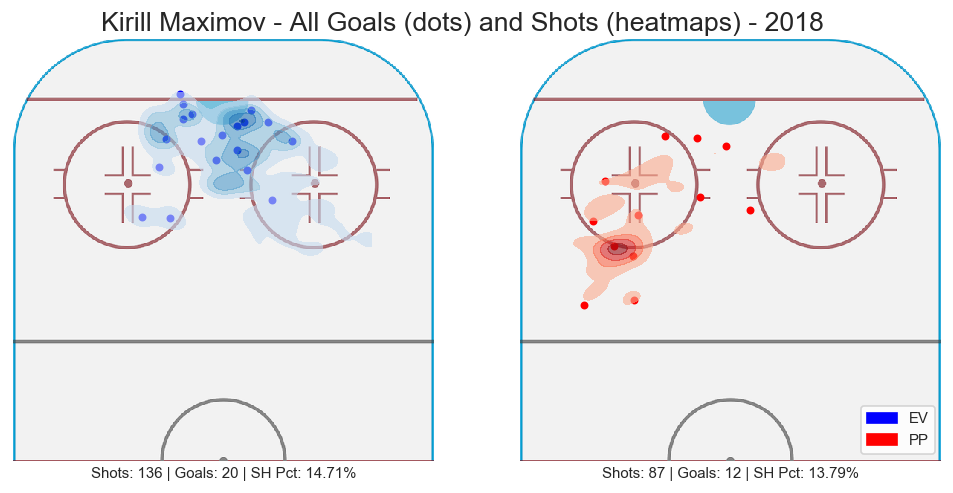 Kirill Maximov - All Goals (dots) and Shots (heatmaps) - 2018
EV
PP
Shots: 136 | Goals: 20 | SH Pct: 14.71%
Shots: 87 | Goals: 12 | SH Pct: 13.79%